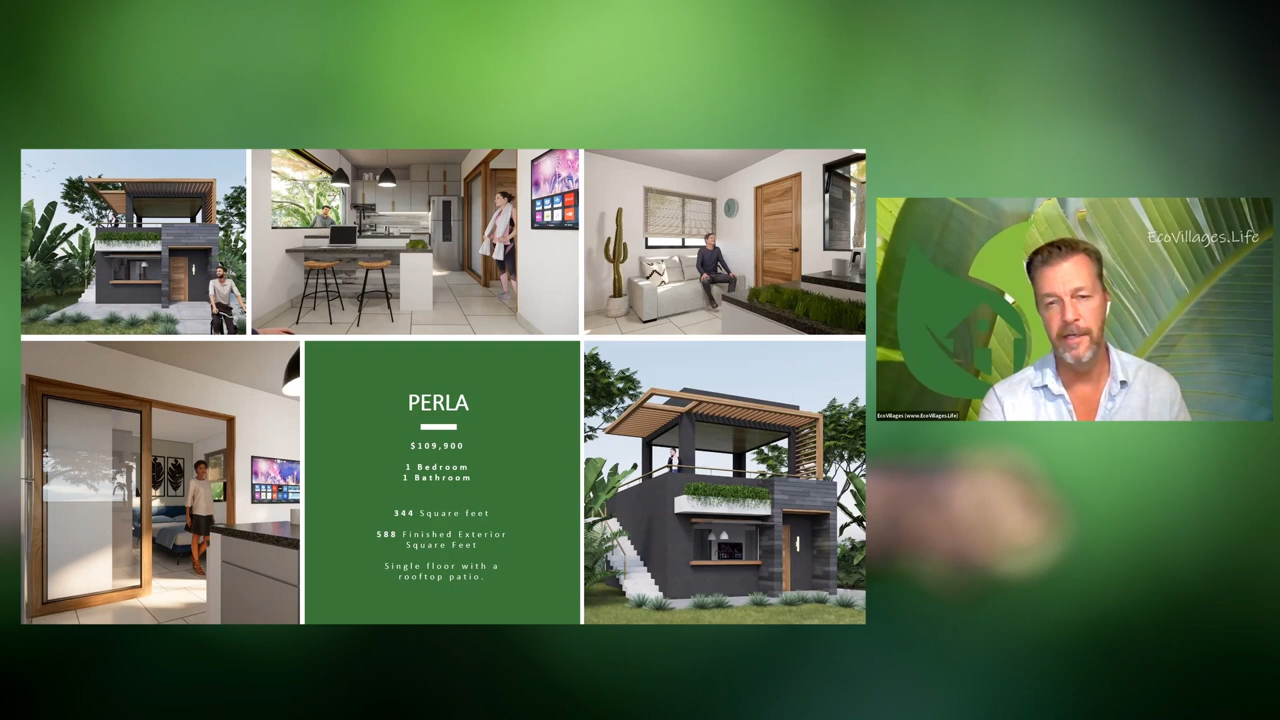 PERLA
$109,900
1 Bedroom
1 Bathroom
344 Square feet
588 Finished Exterior
Square Feet
Single floor with a
rooftop patio.
EcoVillages.Life
EcoVillages (www.EcoVillages.Life)